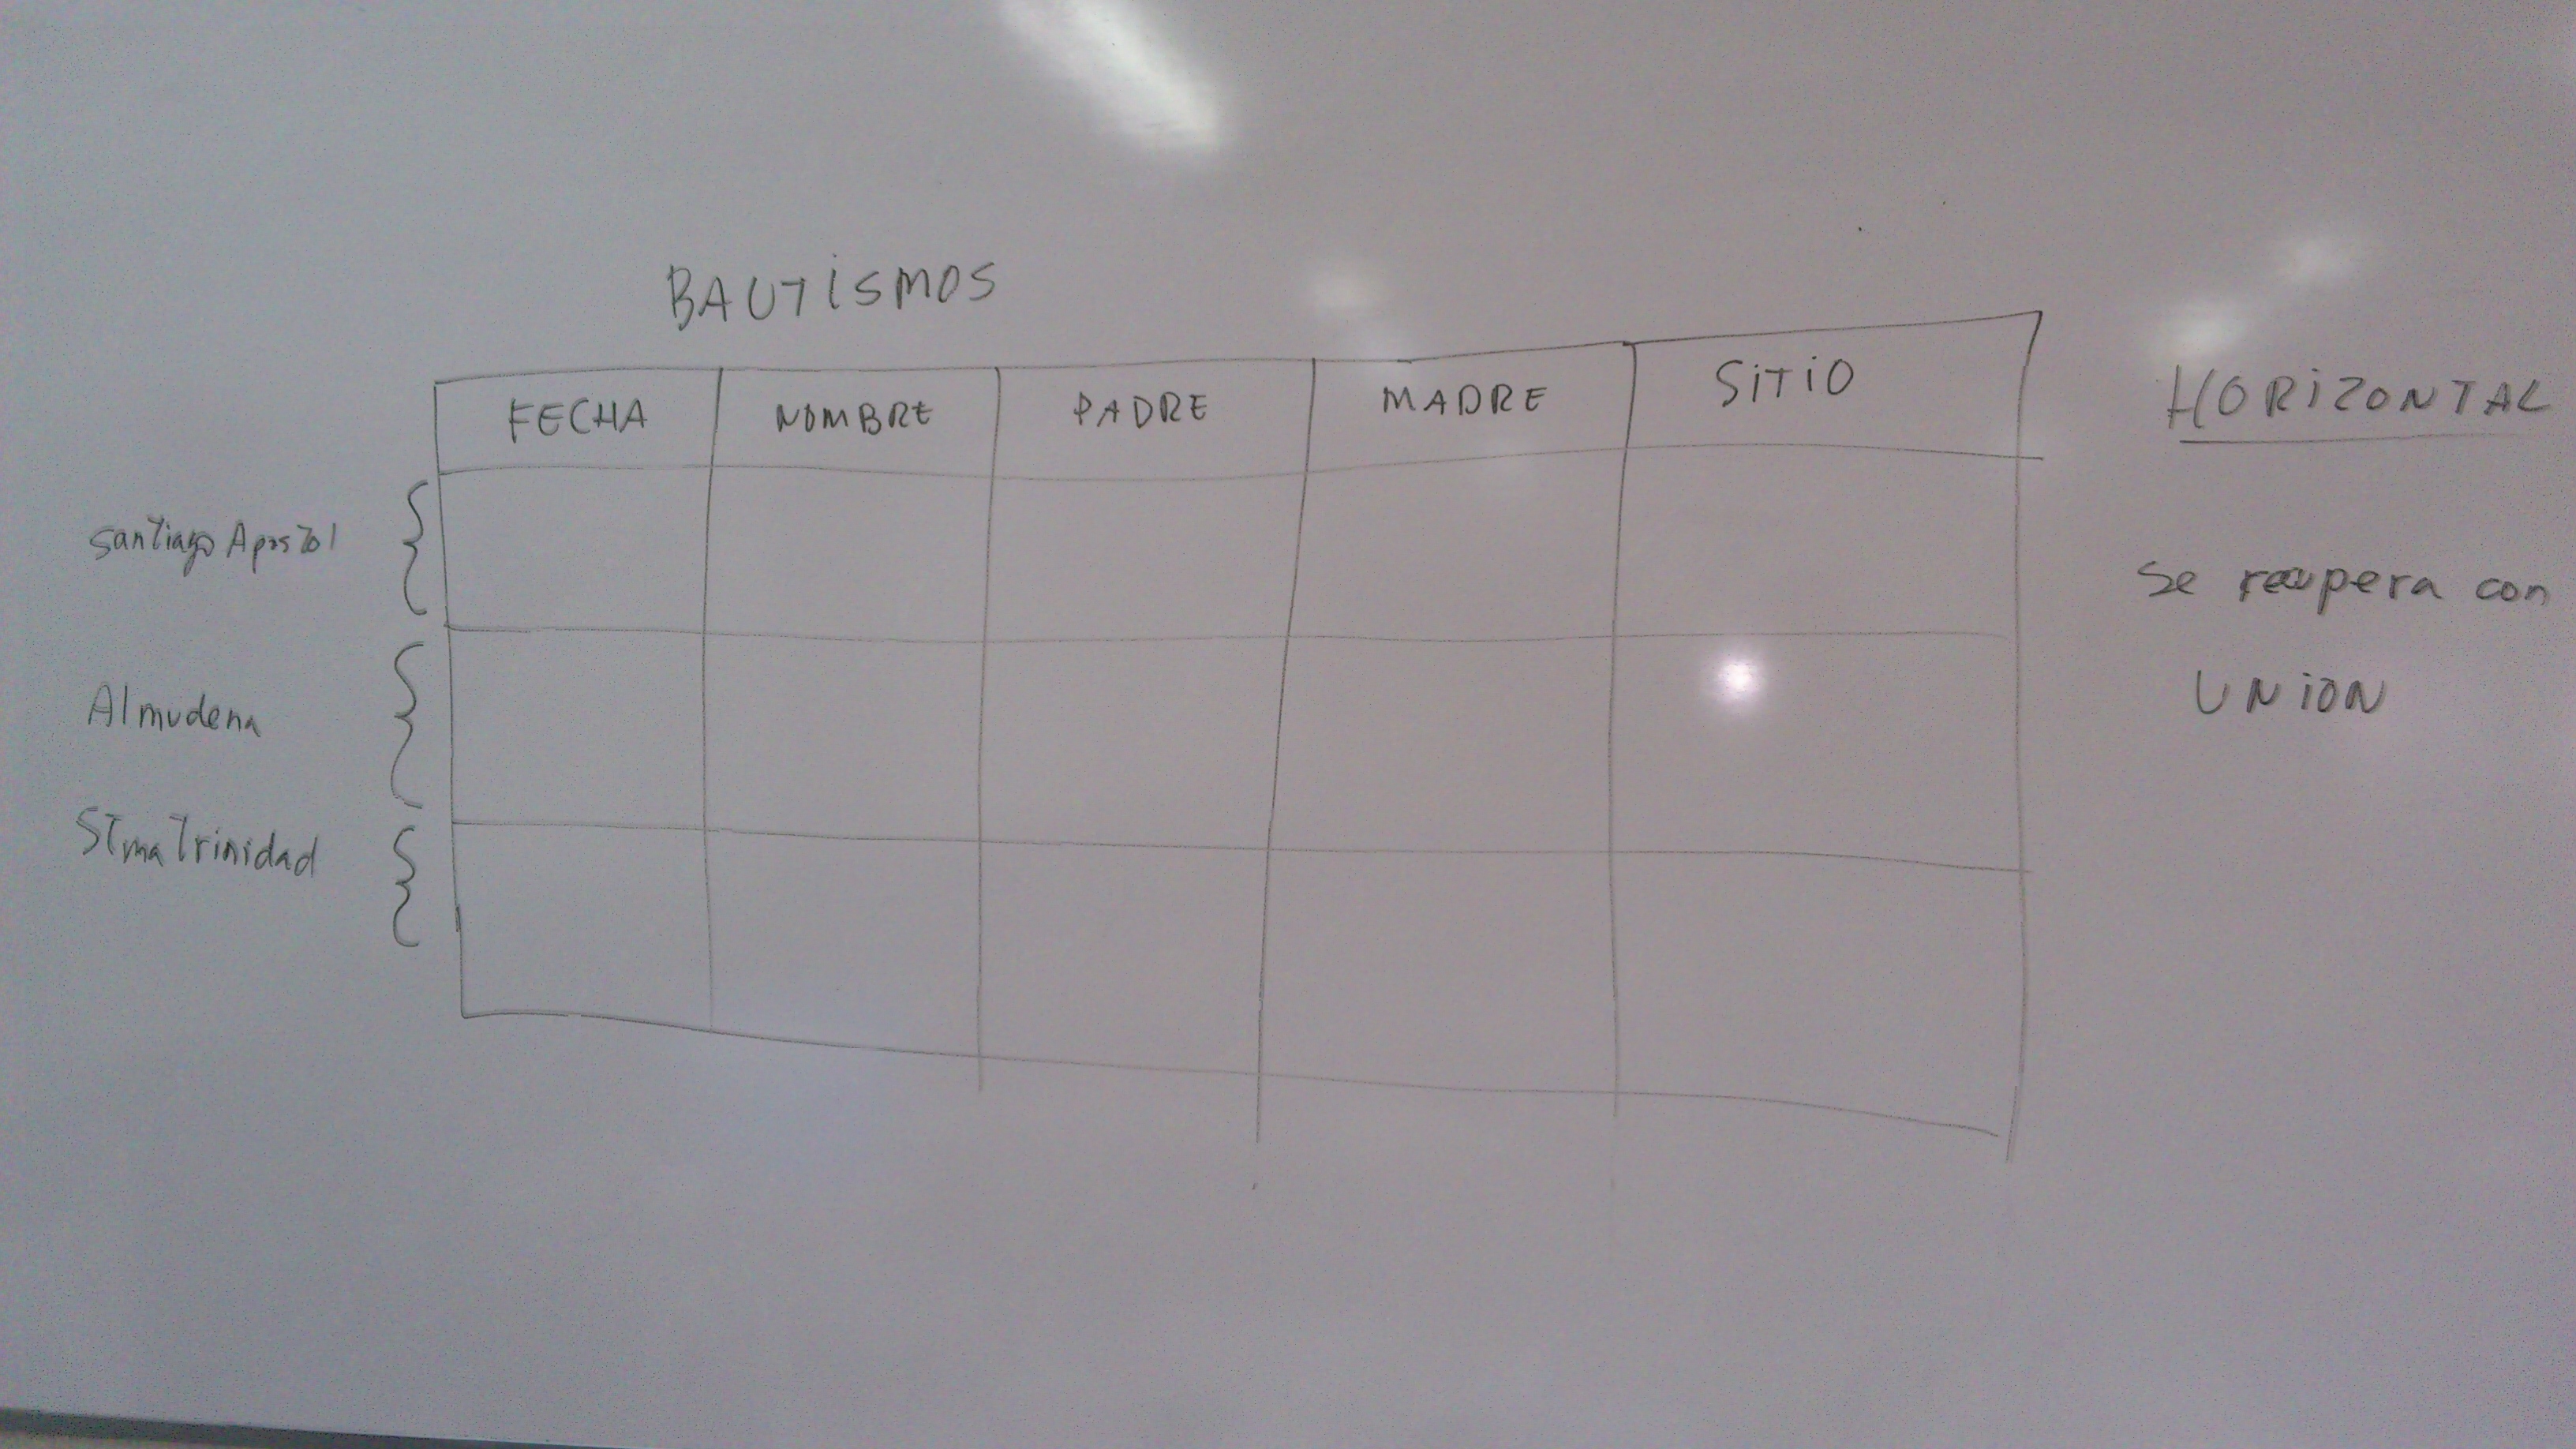 BAUTISMOS
FECHA NOMBRE PADRE MADRE SITIO
HORIZONTAL
Santiago Apostol
Se recupera con
Almudena
UNION
STma Trinidad